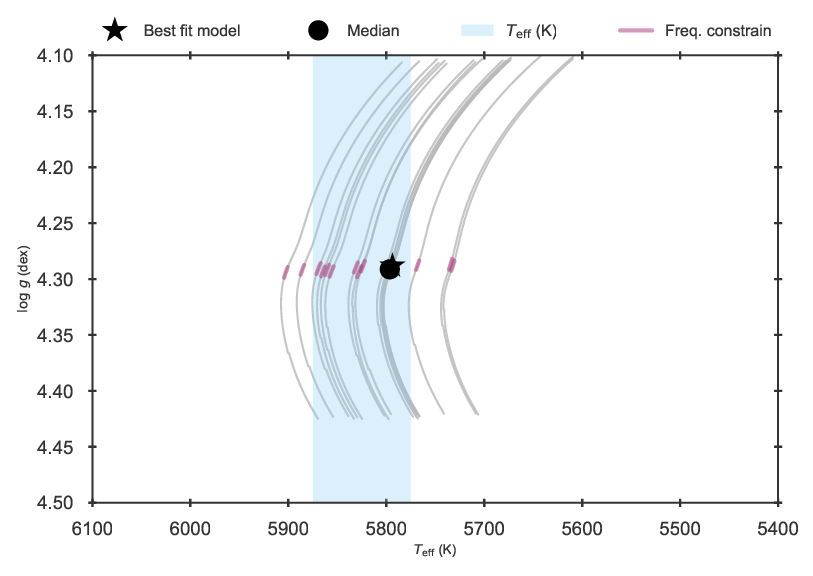 Best fit model Median Teff (K) Freq. constrain
4.10
4.15
4.20
4.25
4.30
4.35
4.40
4.45
4.50
log g (dex)
6100 6000 5900 5800 5700 5600 5500 5400
Teff (K)